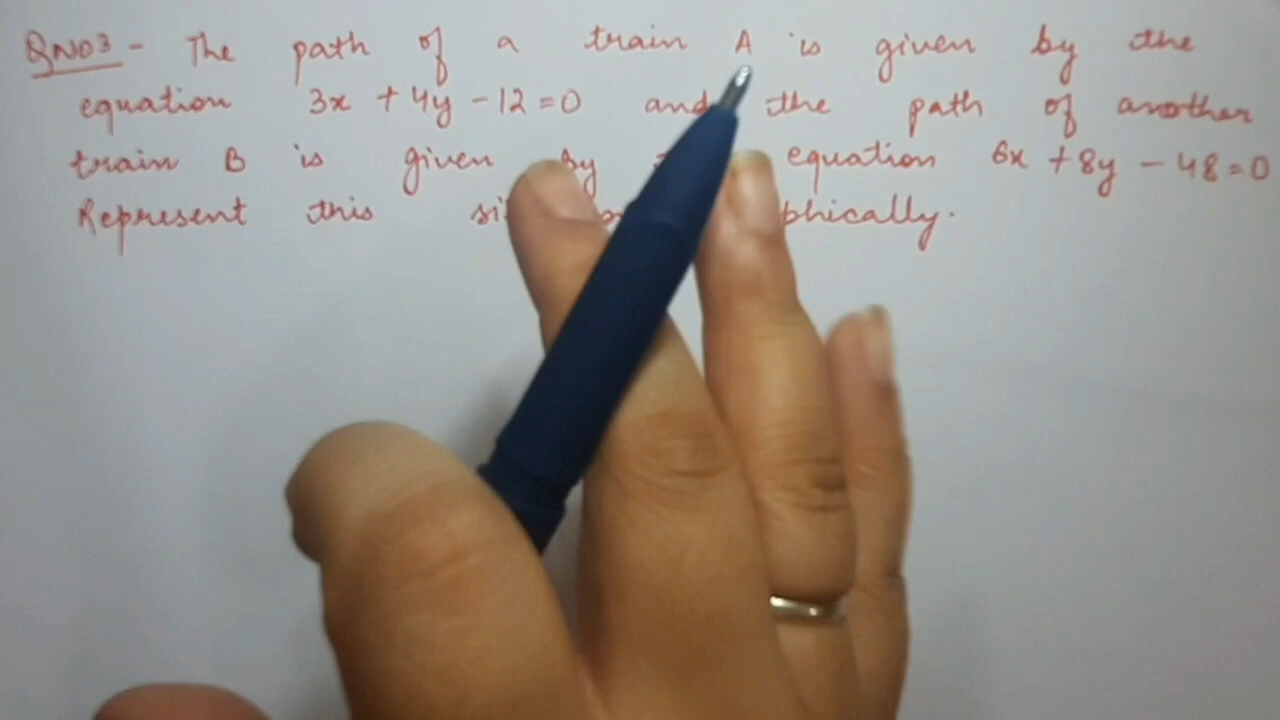 QNo3 - The path of a train A is given by the
equation 3x + 4y - 12 = 0 and the path of another
train B is given by equation 6x + 8y - 48 = 0
Represent this